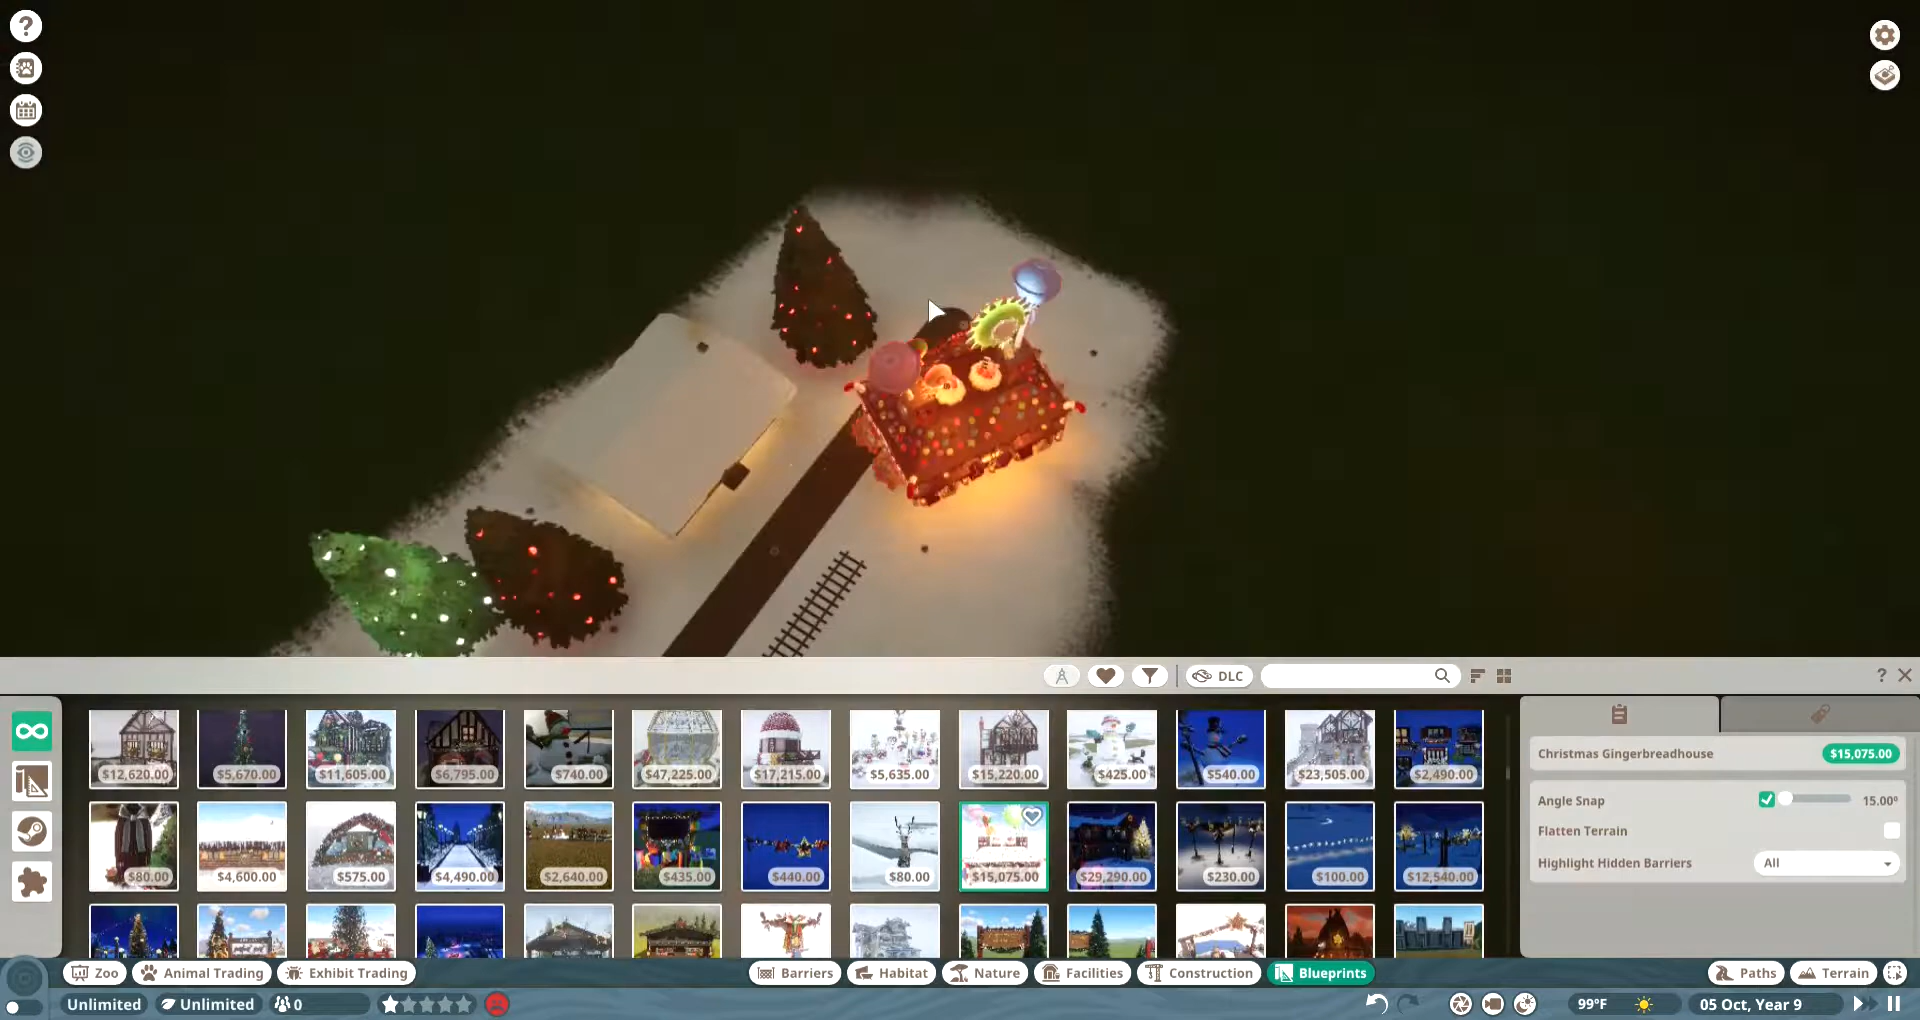 DLC
$12,620.00 $5,670.00 $11,605.00 $6,795.00 $740.00 $47,225.00 $17,215.00 $5,635.00 $15,220.00 $425.00 $540.00 $23,505.00 $2,490.00
$80.00 $4,600.00 $575.00 $4,490.00 $2,640.00 $435.00 $440.00 $80.00 $15,075.00 $29,290.00 $230.00 $100.00 $12,540.00
Christmas Gingerbreadhouse $15,075.00
Angle Snap 15.00º
Flatten Terrain
Highlight Hidden Barriers All
Zoo Animal Trading Exhibit Trading Barriers Habitat Nature Facilities Construction Blueprints Paths Terrain
Unlimited Unlimited 0 99°F 05 Oct, Year 9